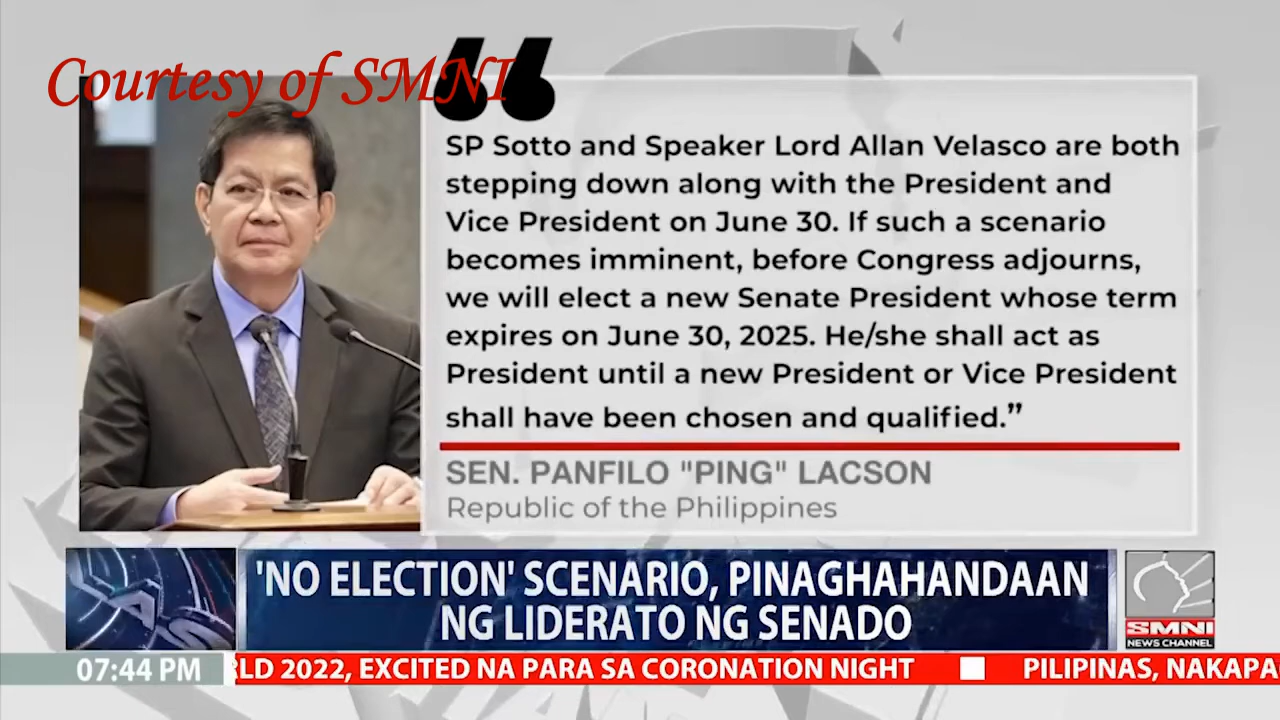 Courtesy of SMNI
SP Sotto and Speaker Lord Allan Velasco are both
stepping down along with the President and
Vice President on June 30. If such a scenario
becomes imminent, before Congress adjourns,
we will elect a new Senate President whose term
expires on June 30, 2025. He/she shall act as
President until a new President or Vice President
shall have been chosen and qualified.”
SEN. PANFILO "PING" LACSON
Republic of the Philippines
'NO ELECTION' SCENARIO, PINAGHAHANDAAN
NG LIDERATO NG SENADO
SMNI
NEWS CHANNEL
07:44 PM
RLD 2022, EXCITED NA PARA SA CORONATION NIGHT PILIPINAS, NAKAPA